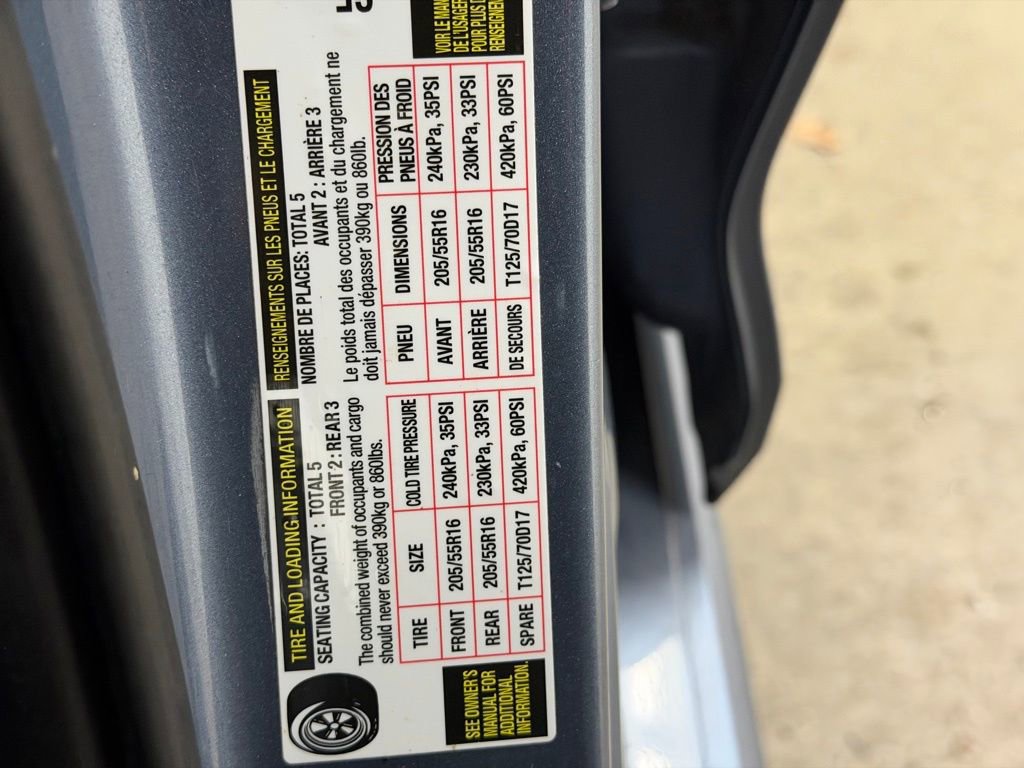 TIRE AND LOADING INFORMATION
SEATING CAPACITY : TOTAL 5
FRONT 2 : REAR 3
The combined weight of occupants and cargo
should never exceed 390kg or 860lbs.
TIRE SIZE COLD TIRE PRESSURE
FRONT 205/55R16 240kPa, 35PSI
REAR 205/55R16 230kPa, 33PSI
SPARE T125/70D17 420kPa, 60PSI
SEE OWNER'S
MANUAL FOR
ADDITIONAL
INFORMATION.
RENSEIGNEMENTS SUR LES PNEUS ET LE CHARGEMENT
NOMBRE DE PLACES: TOTAL 5
AVANT 2 : ARRIÈRE 3
Le poids total des occupants et du chargement ne
doit jamais dépasser 390kg ou 860lb.
PNEU DIMENSIONS PRESSION DES
PNEUS À FROID
AVANT 205/55R16 240kPa, 35PSI
ARRIÈRE 205/55R16 230kPa, 33PSI
DE SECOURS T125/70D17 420kPa, 60PSI
VOIR LE
DE L'USAGER
POUR PLUS